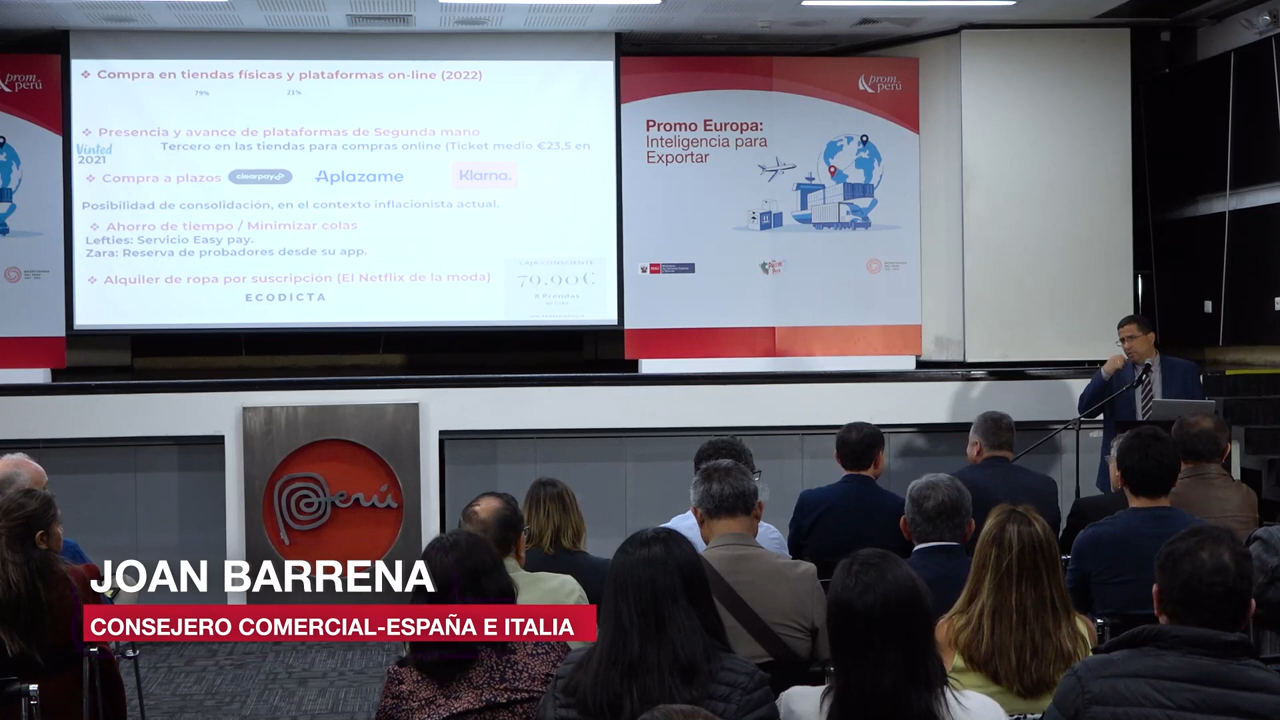 ❖ Compra en tiendas físicas y plataformas on-line (2022)
79% 21%
❖ Presencia y avance de plataformas de Segunda mano
Vinted Tercero en las tiendas para compras online (Ticket medio €23,5 en
2021
❖ Compra a plazos clearpay Aplazame Klarna.
Posibilidad de consolidación, en el contexto inflacionista actual.
❖ Ahorro de tiempo / Minimizar colas
Lefties: Servicio Easy pay.
Zara: Reserva de probadores desde su app.
❖ Alquiler de ropa por suscripción (El Netflix de la moda)
ECODICTA
CAJA CONSCIENTE
79,90€
8 Prendas
prom
perú
prom
perú
Promo Europa:
Inteligencia para
Exportar
PERÚ
Perú
JOAN BARRENA
CONSEJERO COMERCIAL-ESPAÑA E ITALIA